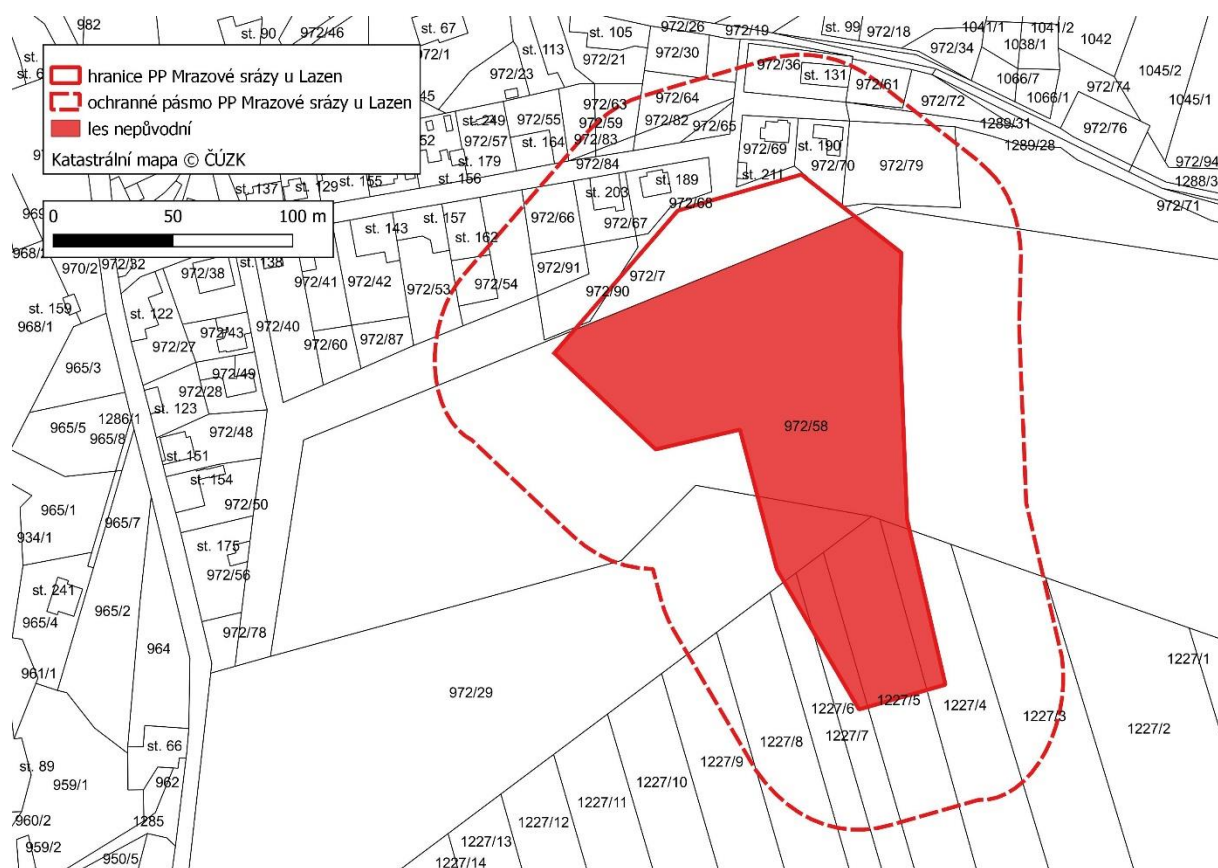 982
st. 90
972/46
st. 67
st. 105
972/26
972/19
st. 99
972/18
1041/1
1041/2
hranice PP Mrazové srázy u Lazen
ochranné pásmo PP Mrazové srázy u Lazen
les nepůvodní
Katastrální mapa © ČÚZK
0 50 100 m
972/1
st. 113
972/21
972/30
972/34
1038/1
1042
972/23
972/36
st. 131
972/61
1066/7
1066/1
972/74
1045/2
1045/1
972/63
972/64
972/72
972/55
972/59
972/82
972/65
1289/31
972/76
972/57
st. 164
972/83
1289/28
st. 179
972/84
972/69
st. 190
972/70
972/79
972/94
1288/3
972/71
st. 137
st. 129
st. 155
st. 156
st. 203
st. 189
st. 211
972/68
st. 157
972/66
972/67
st. 143
st. 162
968/2
970/2
972/32
972/38
st. 138
972/41
972/42
972/53
972/54
972/91
972/7
972/90
st. 159
968/1
st. 122
972/43
972/40
972/60
972/87
972/27
965/3
972/49
972/28
965/5
1286/1
965/8
st. 123
972/48
972/58
st. 151
st. 154
965/1
965/7
972/50
934/1
st. 175
972/56
st. 241
965/4
965/2
964
972/78
961/1
972/29
1227/1
1227/6
1227/5
1227/4
1227/3
1227/2
1227/8
1227/7
st. 66
1227/9
st. 89
959/1
962
1227/10
1227/11
960/2
1285
1227/12
959/2
950/5
1227/13
1227/14